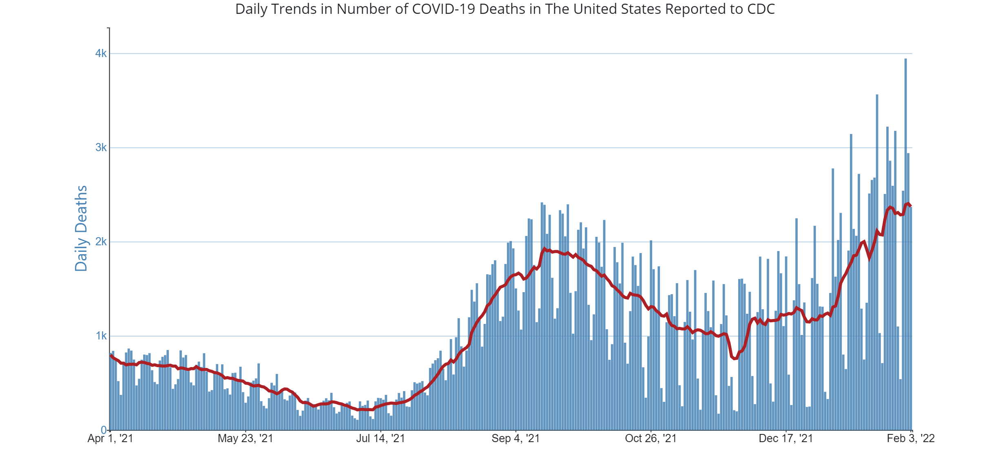 Daily Trends in Number of COVID-19 Deaths in The United States Reported to CDC
4k
3k
2k
1k
0
Daily Deaths
Apr 1, '21
May 23, '21
Jul 14, '21
Sep 4, '21
Oct 26, '21
Dec 17, '21
Feb 3, '22